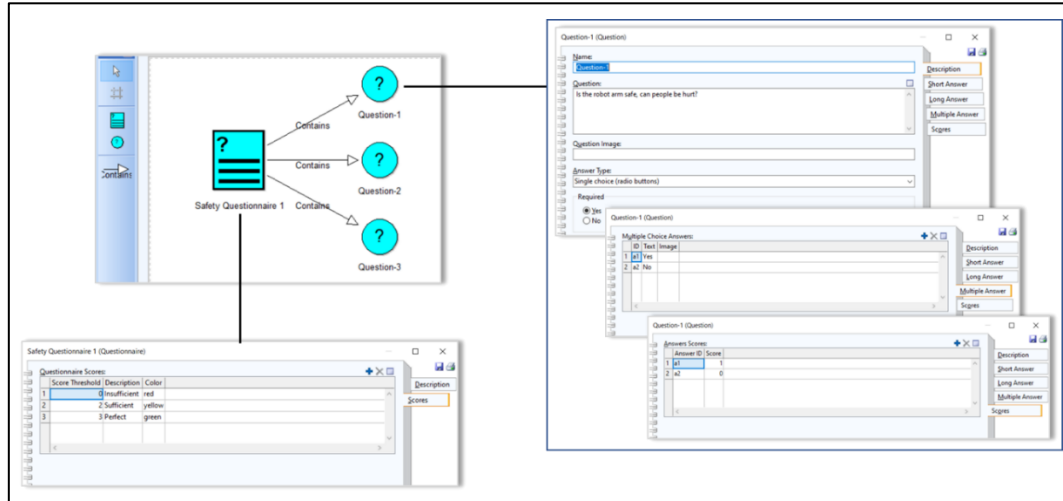 Contains
?
Safety Questionnaire 1
Contains
Contains
Contains
?
Question-1
?
Question-2
?
Question-3
Question-1 (Question)
Name:
Question-1
Question:
Is the robot arm safe, can people be hurt?
Question Image:
Answer Type:
Single choice (radio buttons)
Required
Yes
No
Description
Short Answer
Long Answer
Multiple Answer
Scores
Question-1 (Question)
Multiple Choice Answers:
ID Text Image
1 a1 Yes
2 a2 No
Description
Short Answer
Long Answer
Multiple Answer
Scores
Question-1 (Question)
Answers Scores:
Answer ID Score
1 a1 1
2 a2 0
Description
Short Answer
Long Answer
Multiple Answer
Scores
Safety Questionnaire 1 (Questionnaire)
Questionnaire Scores:
Score Threshold Description Color
1 0 Insufficient red
2 2 Sufficient yellow
3 3 Perfect green
Description
Scores